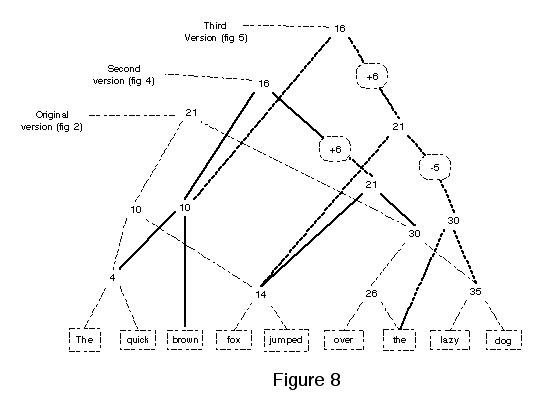 Third
Version (fig 5)
16
Second
version (fig 4)
16
+6
Original
version (fig 2)
21
21
+6
-5
21
10
10
30
30
4
14
26
35
The
quick
brown
fox
jumped
over
the
lazy
dog
Figure 8